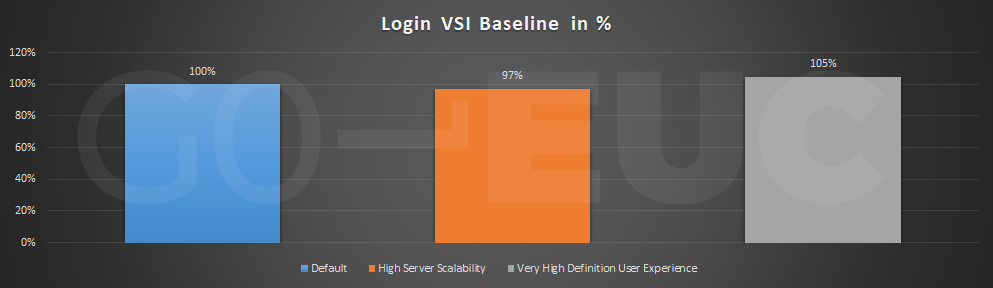 Login VSI Baseline in %
120%
100%
80%
60%
40%
20%
0%
100%
97%
105%
GO-EUC
Default
High Server Scalability
Very High Definition User Experience